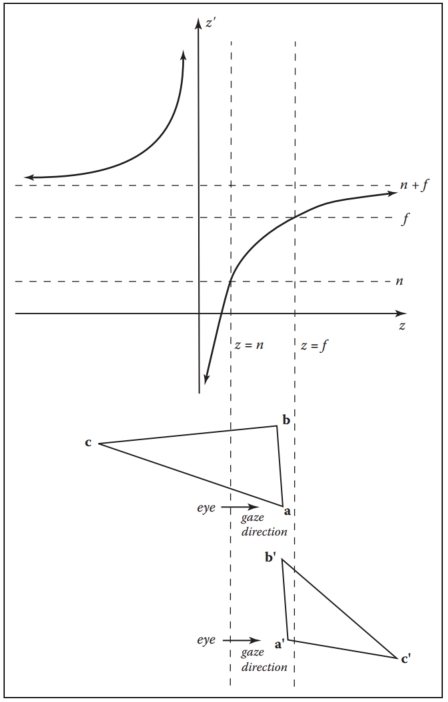 z'
n + f
f
n
z
z = n
z = f
b
c
a
eye
gaze
direction
b'
eye
a'
gaze
direction
c'